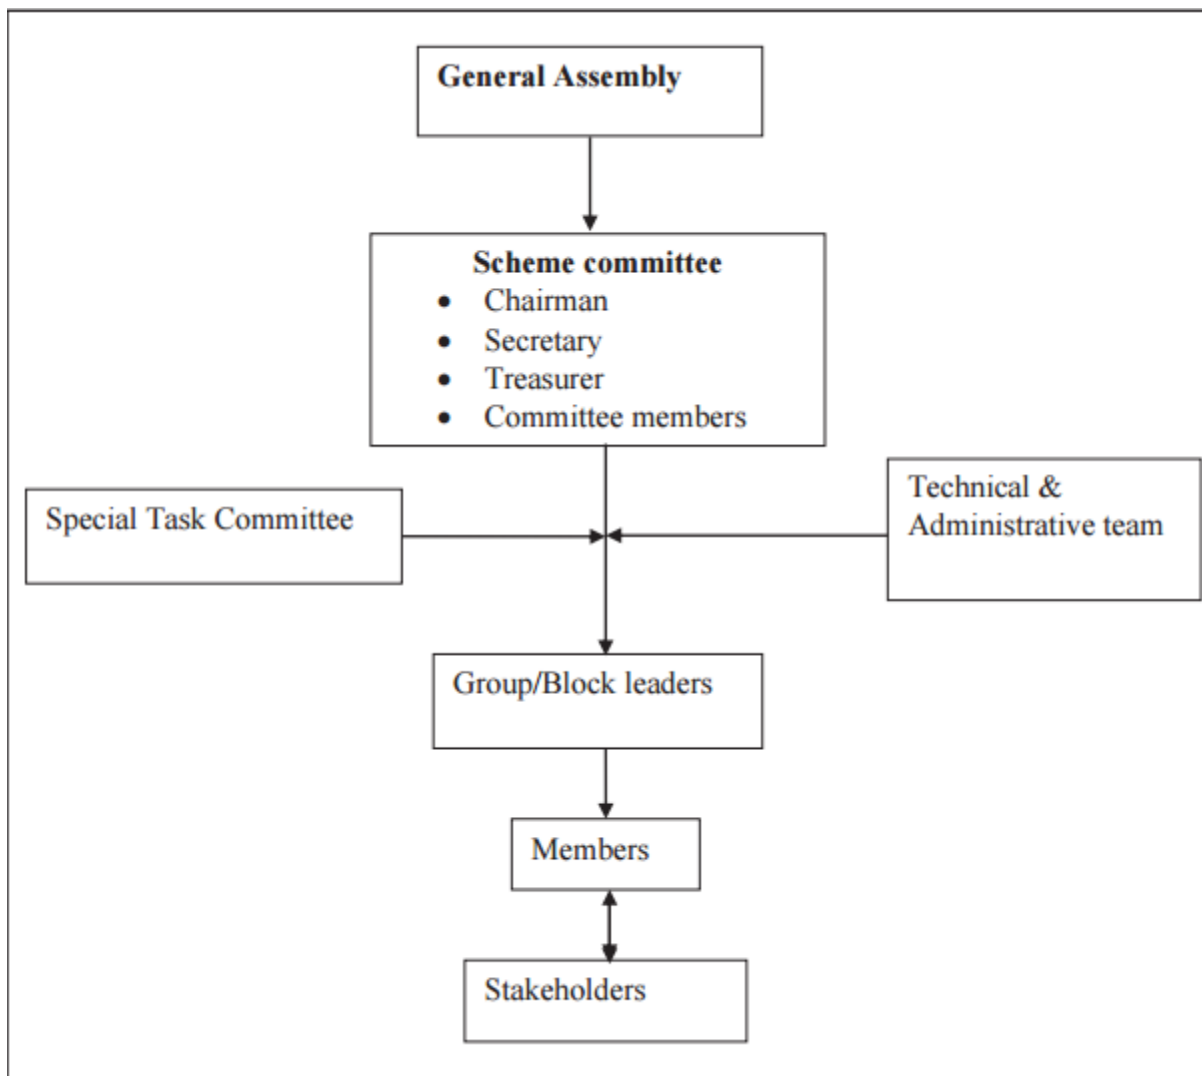 General Assembly
Scheme committee
• Chairman
• Secretary
• Treasurer
• Committee members
Special Task Committee
Technical &
Administrative team
Group/Block leaders
Members
Stakeholders